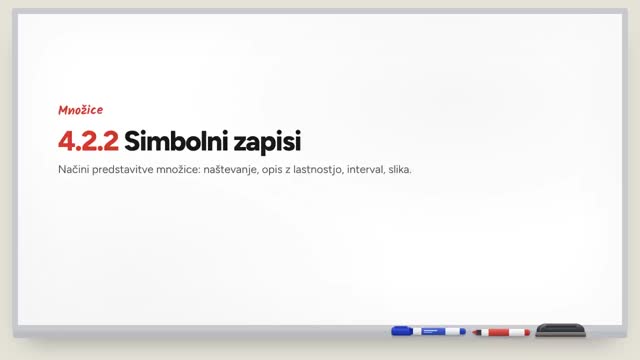 Množice
4.2.2 Simbolni zapisi
Načini predstavitve množice: naštevanje, opis z lastnostjo, interval, slika.